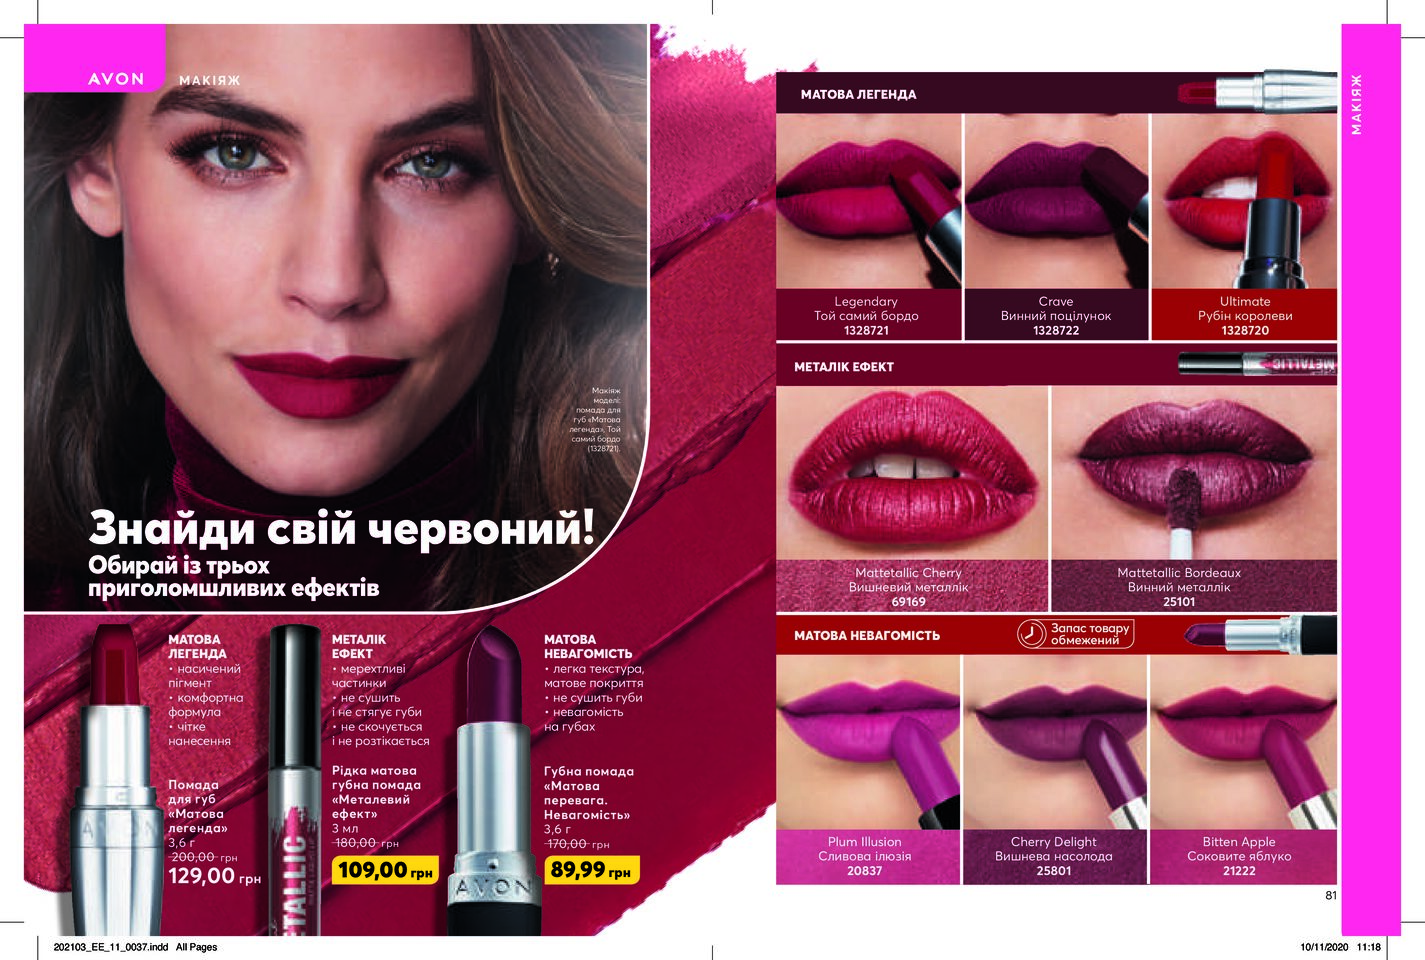 AVON
МАКІЯЖ
Макіяж
моделі:
помада для
губ «Матова
легенда», Той
самий бордо
(1328721).
Знайди свій червоний!
Обирай із трьох
приголомшливих ефектів
МАТОВА
ЛЕГЕНДА
• насичений
пігмент
• комфортна
формула
• чітке
нанесення
Помада
для губ
«Матова
легенда»
3,6 г
200,00 грн
129,00 грн
METALLIC
МЕТАЛІК
ЕФЕКТ
• мерехтливі
частинки
• не сушить
і не стягує губи
• не скочується
і не розтікається
Рідка матова
губна помада
«Металевий
ефект»
3 мл
180,00 грн
109,00 грн
AVON
МАТОВА
НЕВАГОМІСТЬ
• легка текстура,
матове покриття
• не сушить губи
• невагомість
на губах
Губна помада
«Матова
перевага.
Невагомість»
3,6 г
170,00 грн
89,99 грн
МАТОВА ЛЕГЕНДА
Legendary
Той самий бордо
1328721
Crave
Винний поцілунок
1328722
Ultimate
Рубін королеви
1328720
МЕТАЛІК ЕФЕКТ
METALLIC
Mattetallic Cherry
Вишневий металлік
69169
Mattetallic Bordeaux
Винний металлік
25101
МАТОВА НЕВАГОМІСТЬ
Запас товару
обмежений
Plum Illusion
Сливова ілюзія
20837
Cherry Delight
Вишнева насолода
25801
Bitten Apple
Соковите яблуко
21222
МАКІЯЖ
81
202103_EE_11_0037.indd   All Pages
10/11/2020   11:18